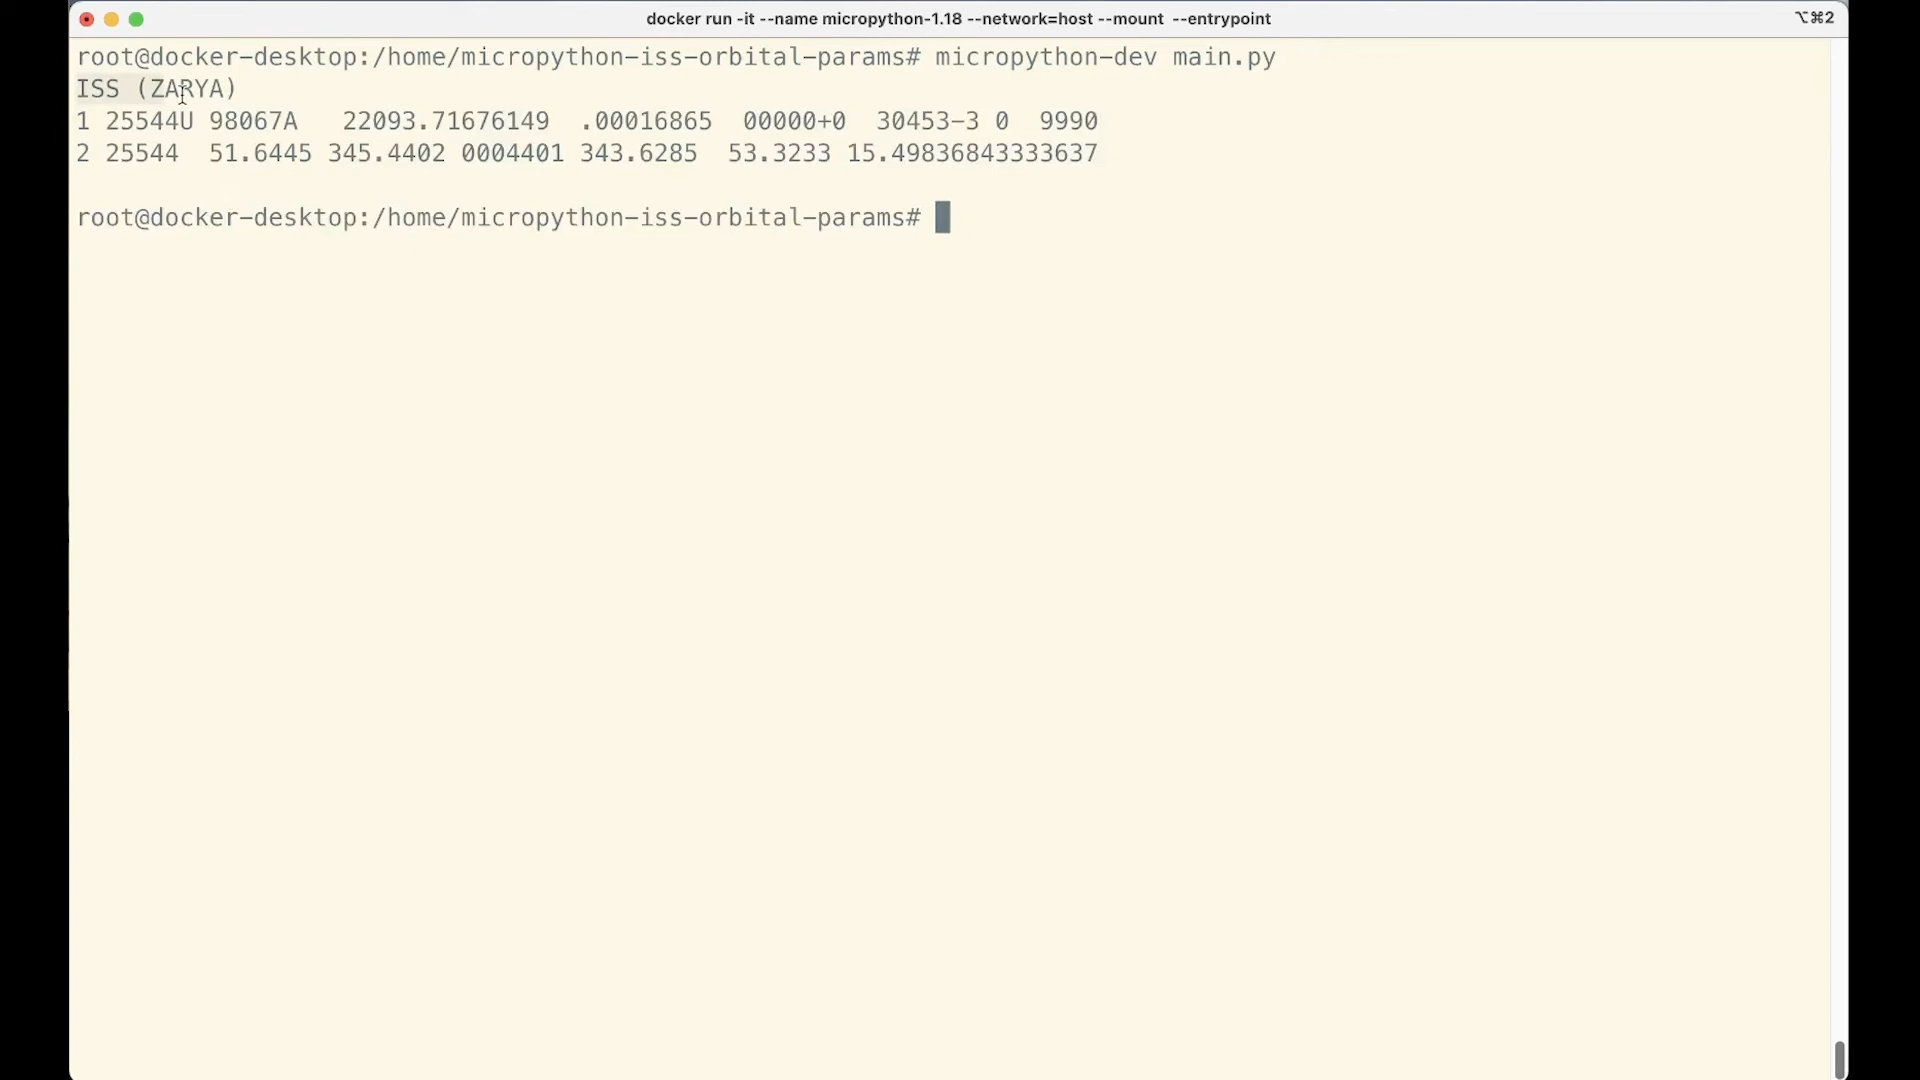 docker run -it --name micropython-1.18 --network=host --mount --entrypoint
⌥⌘2
root@docker-desktop:/home/micropython-iss-orbital-params# micropython-dev main.py
ISS (ZARYA)
1 25544U 98067A   22093.71676149  .00016865  00000+0  30453-3 0  9990
2 25544  51.6445 345.4402 0004401 343.6285  53.3233 15.49836843333637
root@docker-desktop:/home/micropython-iss-orbital-params#